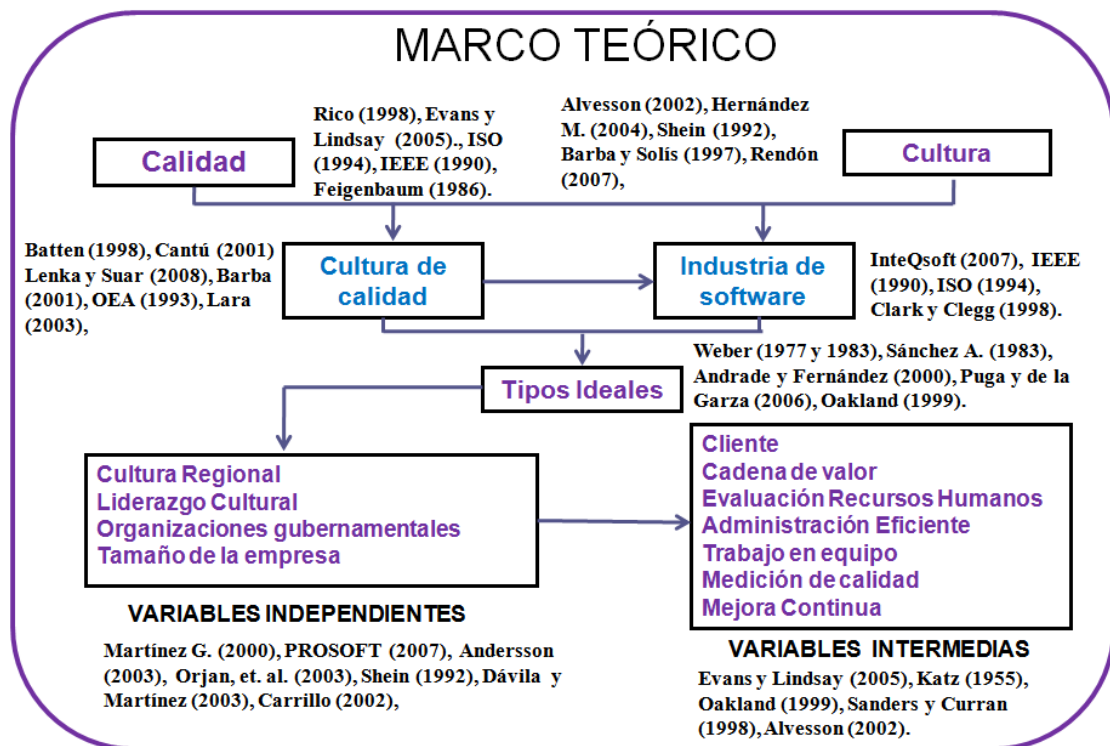 MARCO TEÓRICO
Calidad
Rico (1998), Evans y
Lindsay (2005)., ISO
(1994), IEEE (1990),
Feigenbaum (1986).
Alvesson (2002), Hernández
M. (2004), Shein (1992),
Barba y Solís (1997), Rendón
(2007),
Cultura
Batten (1998), Cantú (2001)
Lenka y Suar (2008), Barba
(2001), OEA (1993), Lara
(2003),
Cultura de
calidad
Industria de
software
InteQsoft (2007), IEEE
(1990), ISO (1994),
Clark y Clegg (1998).
Tipos Ideales
Weber (1977 y 1983), Sánchez A. (1983),
Andrade y Fernández (2000), Puga y de la
Garza (2006), Oakland (1999).
Cultura Regional
Liderazgo Cultural
Organizaciones gubernamentales
Tamaño de la empresa
VARIABLES INDEPENDIENTES
Martínez G. (2000), PROSOFT (2007), Andersson
(2003), Orjan, et. al. (2003), Shein (1992), Dávila y
Martínez (2003), Carrillo (2002),
Cliente
Cadena de valor
Evaluación Recursos Humanos
Administración Eficiente
Trabajo en equipo
Medición de calidad
Mejora Continua
VARIABLES INTERMEDIAS
Evans y Lindsay (2005), Katz (1955),
Oakland (1999), Sanders y Curran
(1998), Alvesson (2002).